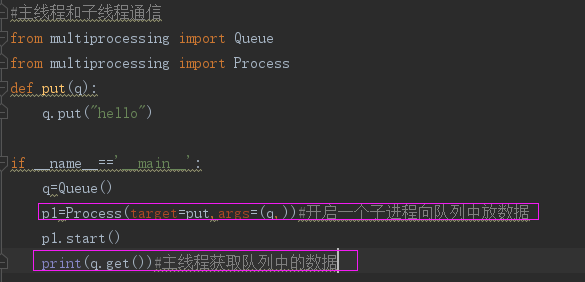 #主线程和子线程通信
from multiprocessing import Queue
from multiprocessing import Process
def put(q):
    q.put("hello")
if __name__=='__main__':
    q=Queue()
    p1=Process(target=put,args=(q,))#开启一个子进程向队列中放数据
    p1.start()
    print(q.get())#主线程获取队列中的数据